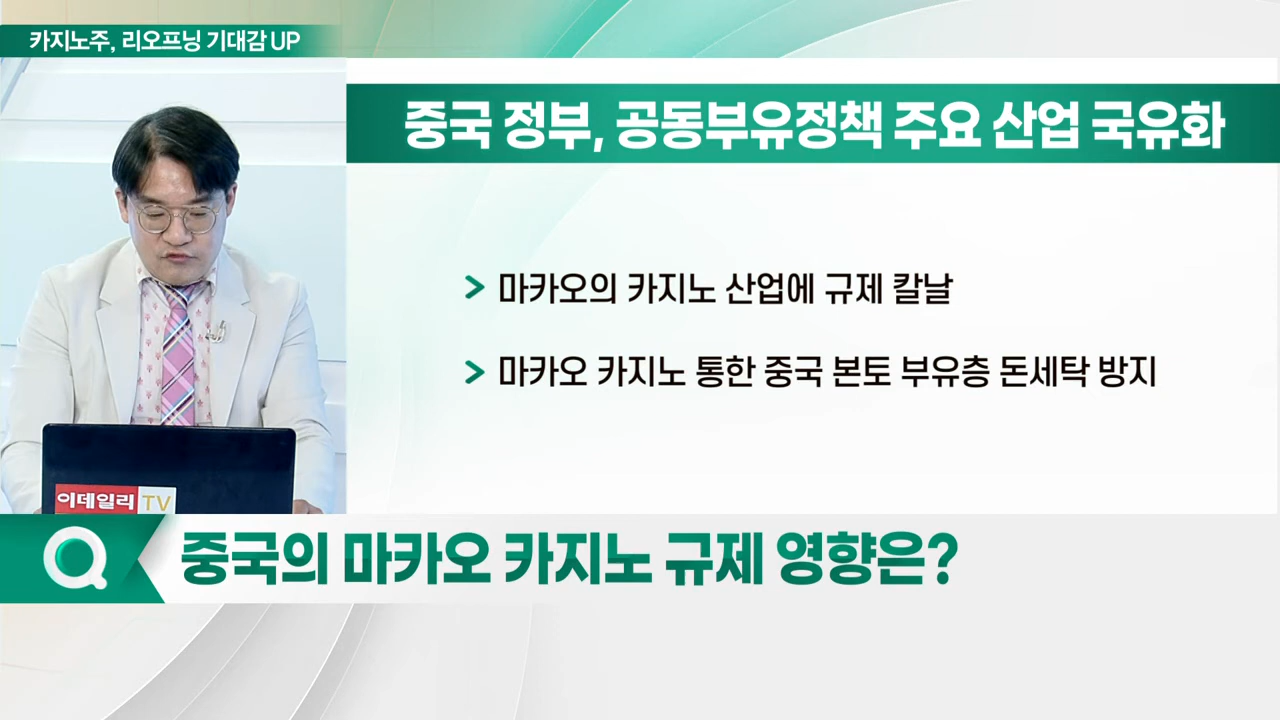 카지노주, 리오프닝 기대감 UP
중국 정부, 공동부유정책 주요 산업 국유화
> 마카오의 카지노 산업에 규제 칼날
> 마카오 카지노 통한 중국 본토 부유층 돈세탁 방지
이데일리 TV
Q 중국의 마카오 카지노 규제 영향은?